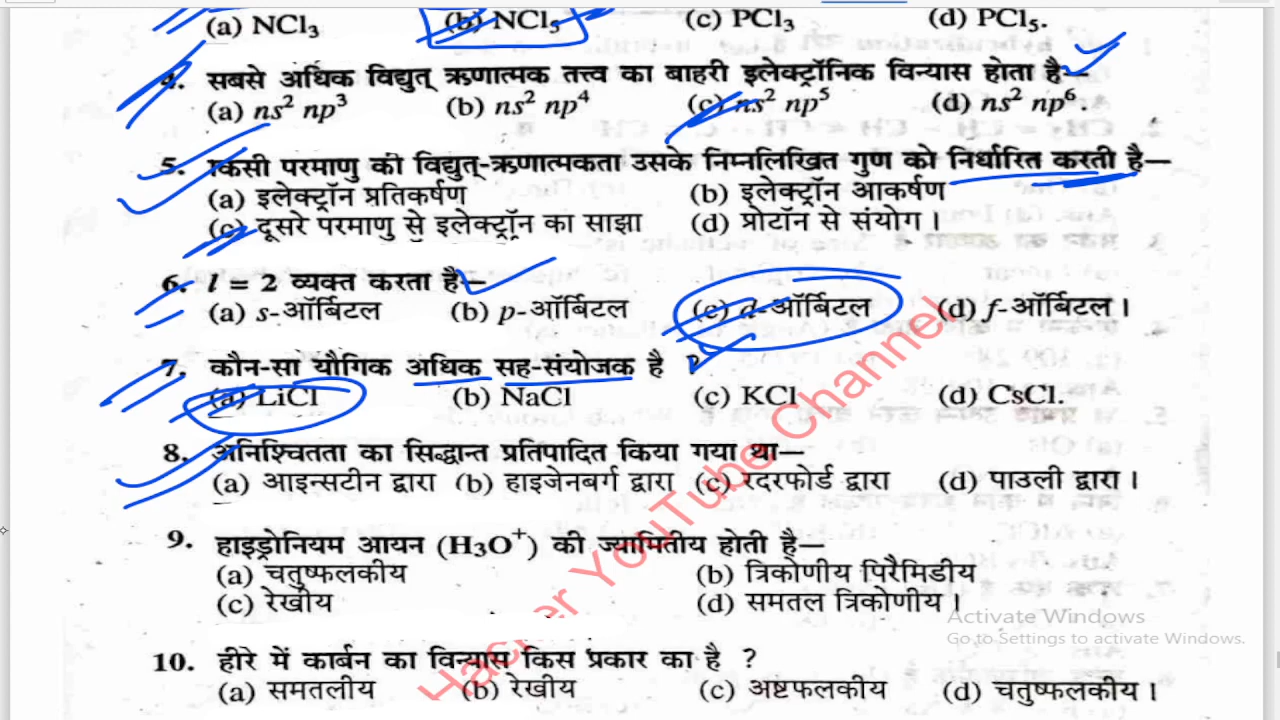 (a) NCl₃ (b) NCl₅ (c) PCl₃ (d) PCl₅.
4. सबसे अधिक विद्युत् ऋणात्मक तत्त्व का बाहरी इलेक्ट्रॉनिक विन्यास होता है—
(a) ns² np³ (b) ns² np⁴ (c) ns² np⁵ (d) ns² np⁶.
5. किसी परमाणु की विद्युत्-ऋणात्मकता उसके निम्नलिखित गुण को निर्धारित करती है—
(a) इलेक्ट्रॉन प्रतिकर्षण (b) इलेक्ट्रॉन आकर्षण
(c) दूसरे परमाणु से इलेक्ट्रॉन का साझा (d) प्रोटॉन से संयोग।
6. l = 2 व्यक्त करता है—
(a) s-ऑर्बिटल (b) p-ऑर्बिटल (c) d-ऑर्बिटल (d) f-ऑर्बिटल।
7. कौन-सा यौगिक अधिक सह-संयोजक है ?
(a) LiCl (b) NaCl (c) KCl (d) CsCl.
8. अनिश्चितता का सिद्धान्त प्रतिपादित किया गया था—
(a) आइन्सटीन द्वारा (b) हाइजेनबर्ग द्वारा (c) रदरफोर्ड द्वारा (d) पाउली द्वारा।
9. हाइड्रोनियम आयन (H₃O⁺) की ज्यामितीय होती है—
(a) चतुष्फलकीय (b) त्रिकोणीय पिरैमिडीय
(c) रेखीय (d) समतल त्रिकोणीय।
10. हीरे में कार्बन का विन्यास किस प्रकार का है ?
(a) समतलीय (b) रेखीय (c) अष्टफलकीय (d) चतुष्फलकीय।
Hacker YouTube Channel
Activate Windows
Go to Settings to activate Windows.